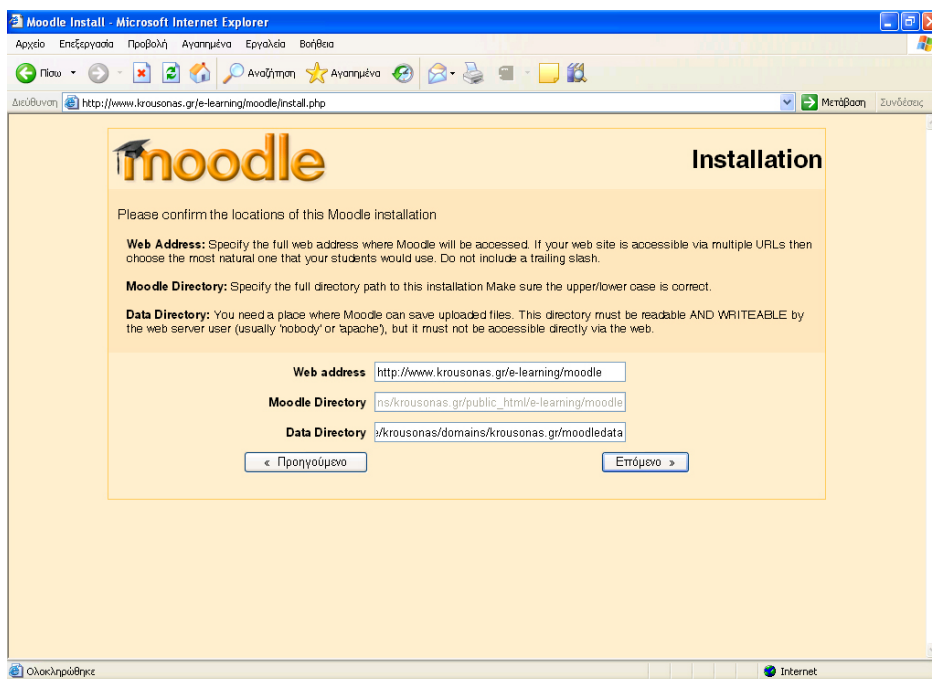 Moodle Install - Microsoft Internet Explorer
Αρχείο Επεξεργασία Προβολή Αγαπημένα Εργαλεία Βοήθεια
Πίσω Αναζήτηση Αγαπημένα
Διεύθυνση http://www.krousonas.gr/e-learning/moodle/install.php Μετάβαση Συνδέσεις
moodle Installation
Please confirm the locations of this Moodle installation
Web Address: Specify the full web address where Moodle will be accessed. If your web site is accessible via multiple URLs then
choose the most natural one that your students would use. Do not include a trailing slash.
Moodle Directory: Specify the full directory path to this installation Make sure the upper/lower case is correct.
Data Directory: You need a place where Moodle can save uploaded files. This directory must be readable AND WRITEABLE by
the web server user (usually 'nobody' or 'apache'), but it must not be accessible directly via the web.
Web address http://www.krousonas.gr/e-learning/moodle
Moodle Directory ns/krousonas.gr/public_html/e-learning/moodle
Data Directory e/krousonas/domains/krousonas.gr/moodledata
« Προηγούμενο Επόμενο »
Ολοκληρώθηκε Internet